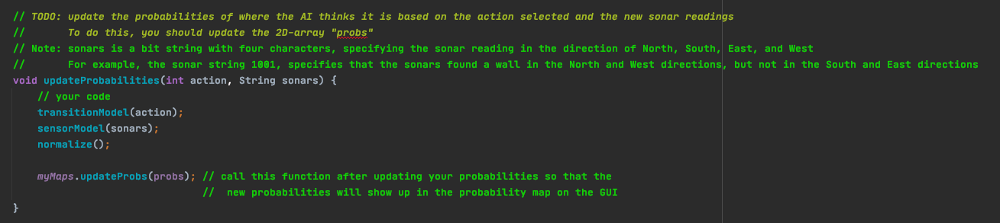 // TODO: update the probabilities of where the AI thinks it is based on the action selected and the new sonar readings
//       To do this, you should update the 2D-array "probs"
// Note: sonars is a bit string with four characters, specifying the sonar reading in the direction of North, South, East, and West
//       For example, the sonar string 1001, specifies that the sonars found a wall in the North and West directions, but not in the South and East directions
void updateProbabilities(int action, String sonars) {
    // your code
    transitionModel(action);
    sensorModel(sonars);
    normalize();

    myMaps.updateProbs(probs); // call this function after updating your probabilities so that the
                               //  new probabilities will show up in the probability map on the GUI
}